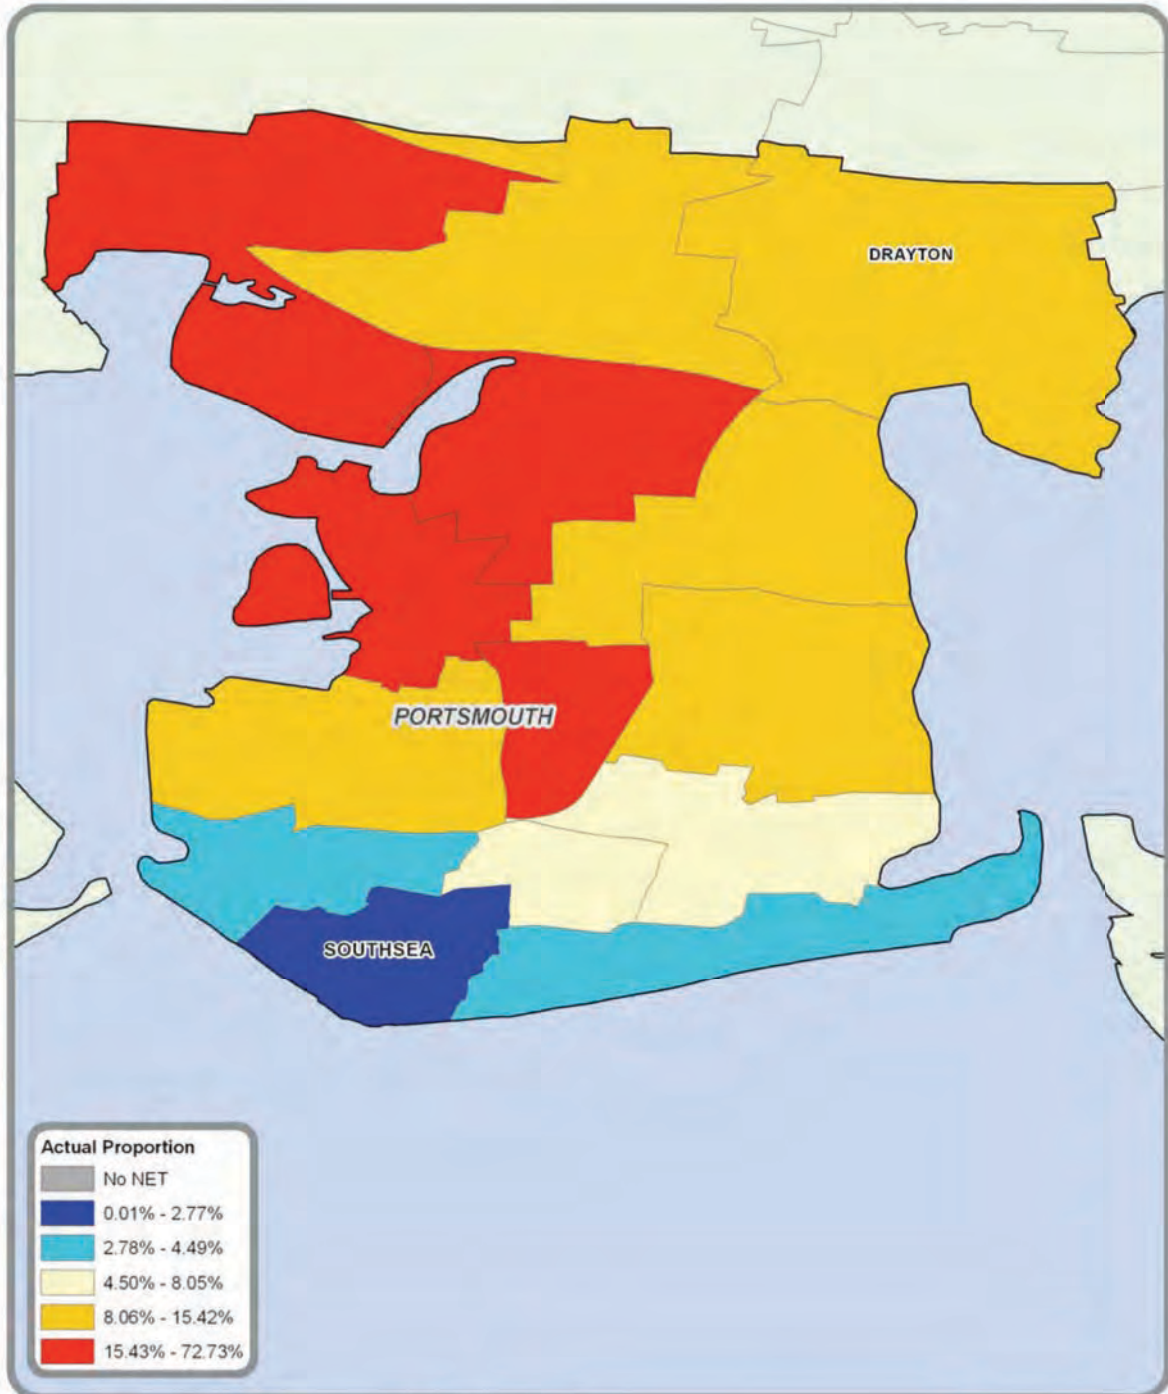 DRAYTON
PORTSMOUTH
SOUTHSEA
Actual Proportion
No NET
0.01% - 2.77%
2.78% - 4.49%
4.50% - 8.05%
8.06% - 15.42%
15.43% - 72.73%